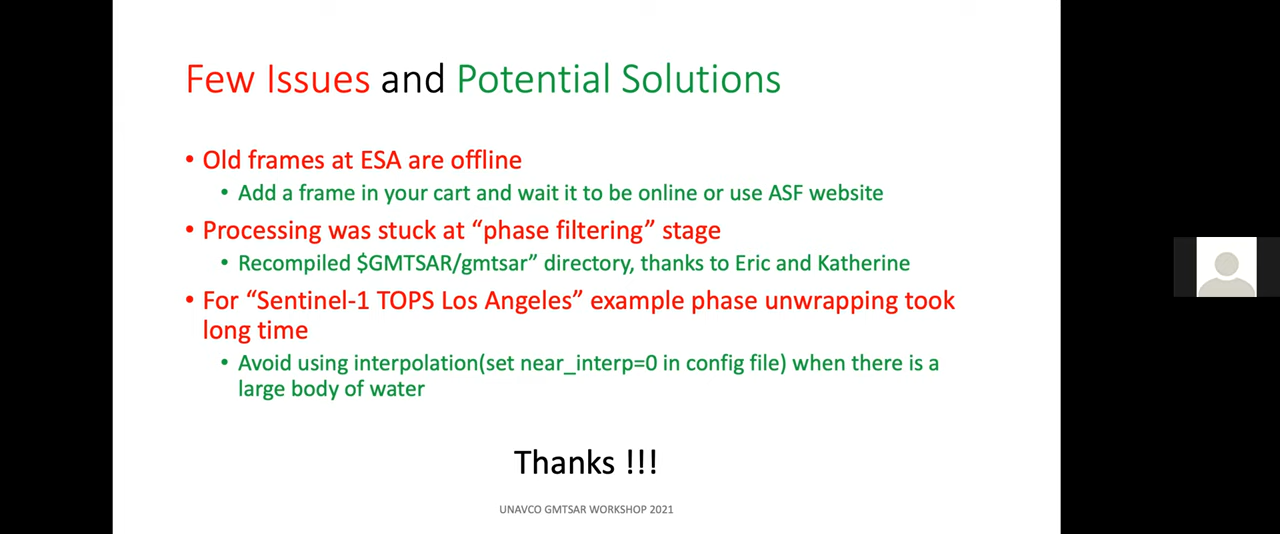 Few Issues and Potential Solutions
• Old frames at ESA are offline
• Add a frame in your cart and wait it to be online or use ASF website
• Processing was stuck at “phase filtering” stage
• Recompiled $GMTSAR/gmtsar” directory, thanks to Eric and Katherine
• For “Sentinel-1 TOPS Los Angeles” example phase unwrapping took
long time
• Avoid using interpolation(set near_interp=0 in config file) when there is a
large body of water
Thanks !!!
UNAVCO GMTSAR WORKSHOP 2021